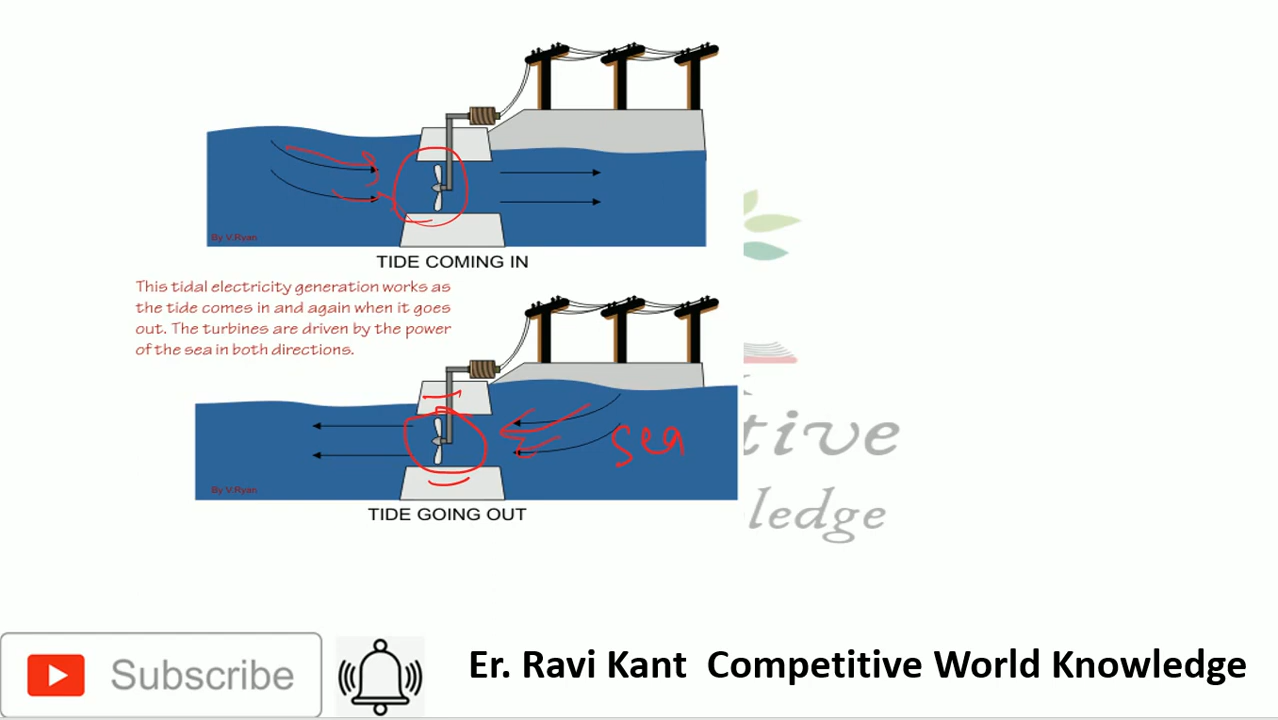 By V.Ryan
TIDE COMING IN
This tidal electricity generation works as
the tide comes in and again when it goes
out. The turbines are driven by the power
of the sea in both directions.
sea
By V.Ryan
TIDE GOING OUT
tive
ledge
Subscribe
Er. Ravi Kant Competitive World Knowledge